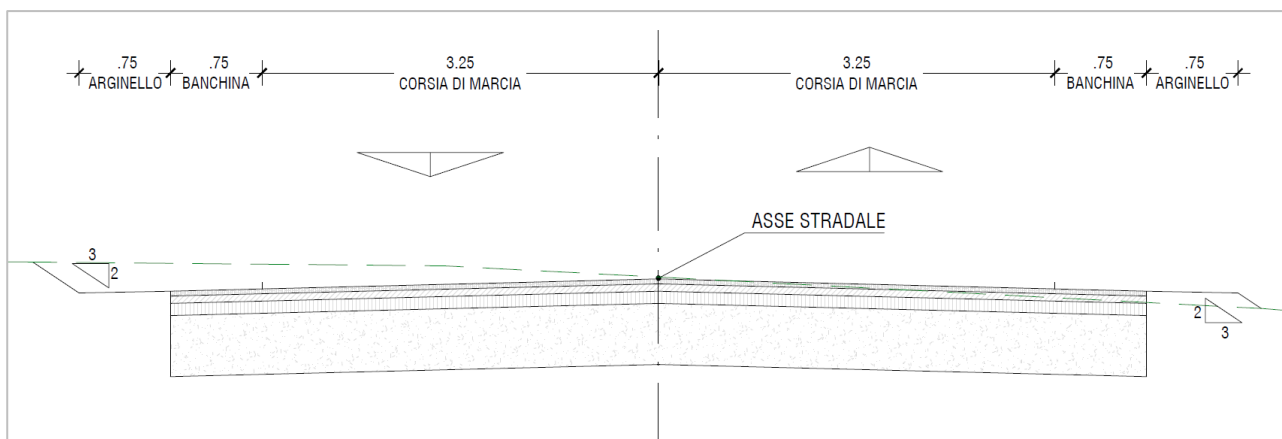 .75 .75 3.25 3.25 .75 .75
ARGINELLO BANCHINA CORSIA DI MARCIA CORSIA DI MARCIA BANCHINA ARGINELLO
ASSE STRADALE
3
2
2
3